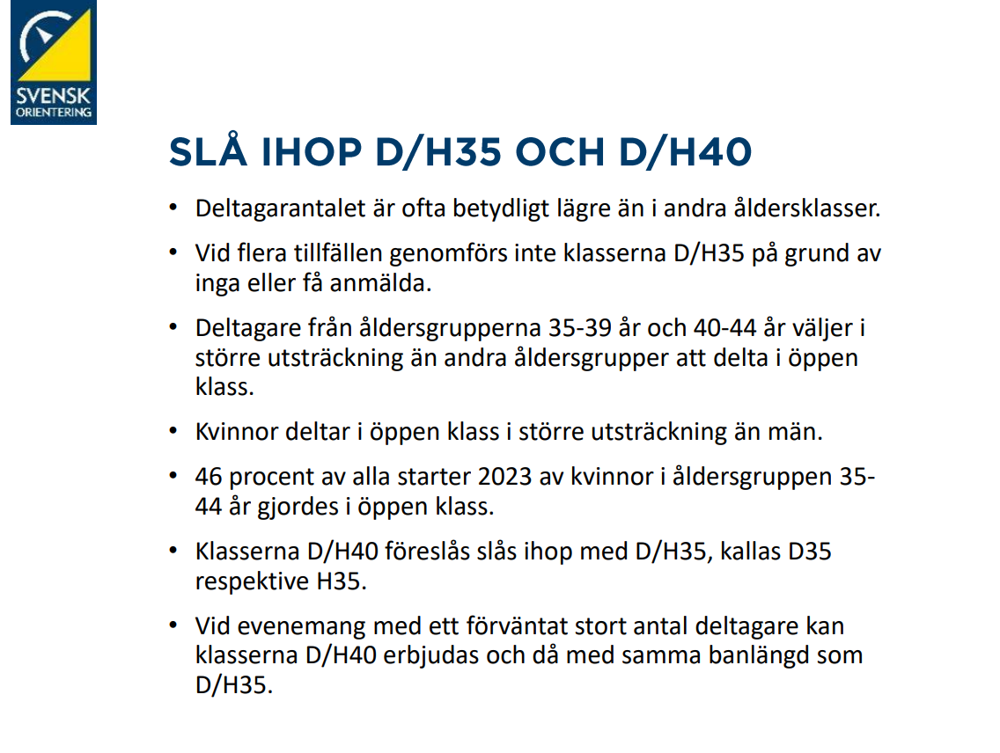 SVENSK
ORIENTERING
SLÅ IHOP D/H35 OCH D/H40
• Deltagarantalet är ofta betydligt lägre än i andra åldersklasser.
• Vid flera tillfällen genomförs inte klasserna D/H35 på grund av
inga eller få anmälda.
• Deltagare från åldersgrupperna 35-39 år och 40-44 år väljer i
större utsträckning än andra åldersgrupper att delta i öppen
klass.
• Kvinnor deltar i öppen klass i större utsträckning än män.
• 46 procent av alla starter 2023 av kvinnor i åldersgruppen 35-
44 år gjordes i öppen klass.
• Klasserna D/H40 föreslås slås ihop med D/H35, kallas D35
respektive H35.
• Vid evenemang med ett förväntat stort antal deltagare kan
klasserna D/H40 erbjudas och då med samma banlängd som
D/H35.